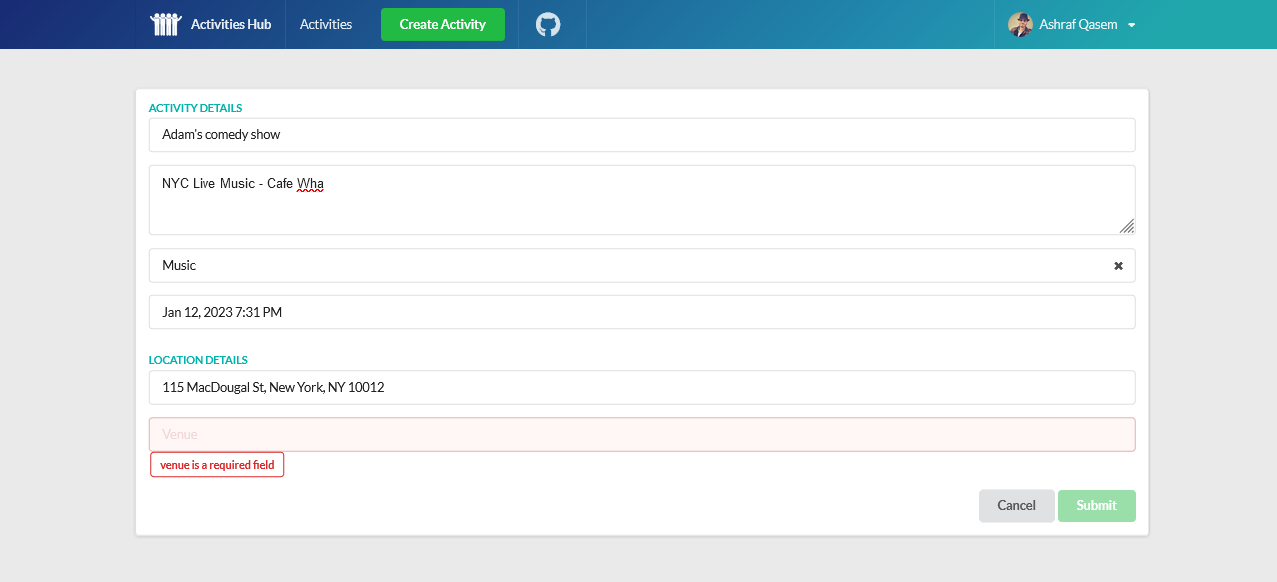 Activities Hub
Activities
Create Activity
Ashraf Qasem
ACTIVITY DETAILS
Adam's comedy show
NYC Live Music - Cafe Wha
Music
Jan 12, 2023 7:31 PM
LOCATION DETAILS
115 MacDougal St, New York, NY 10012
Venue
venue is a required field
Cancel
Submit